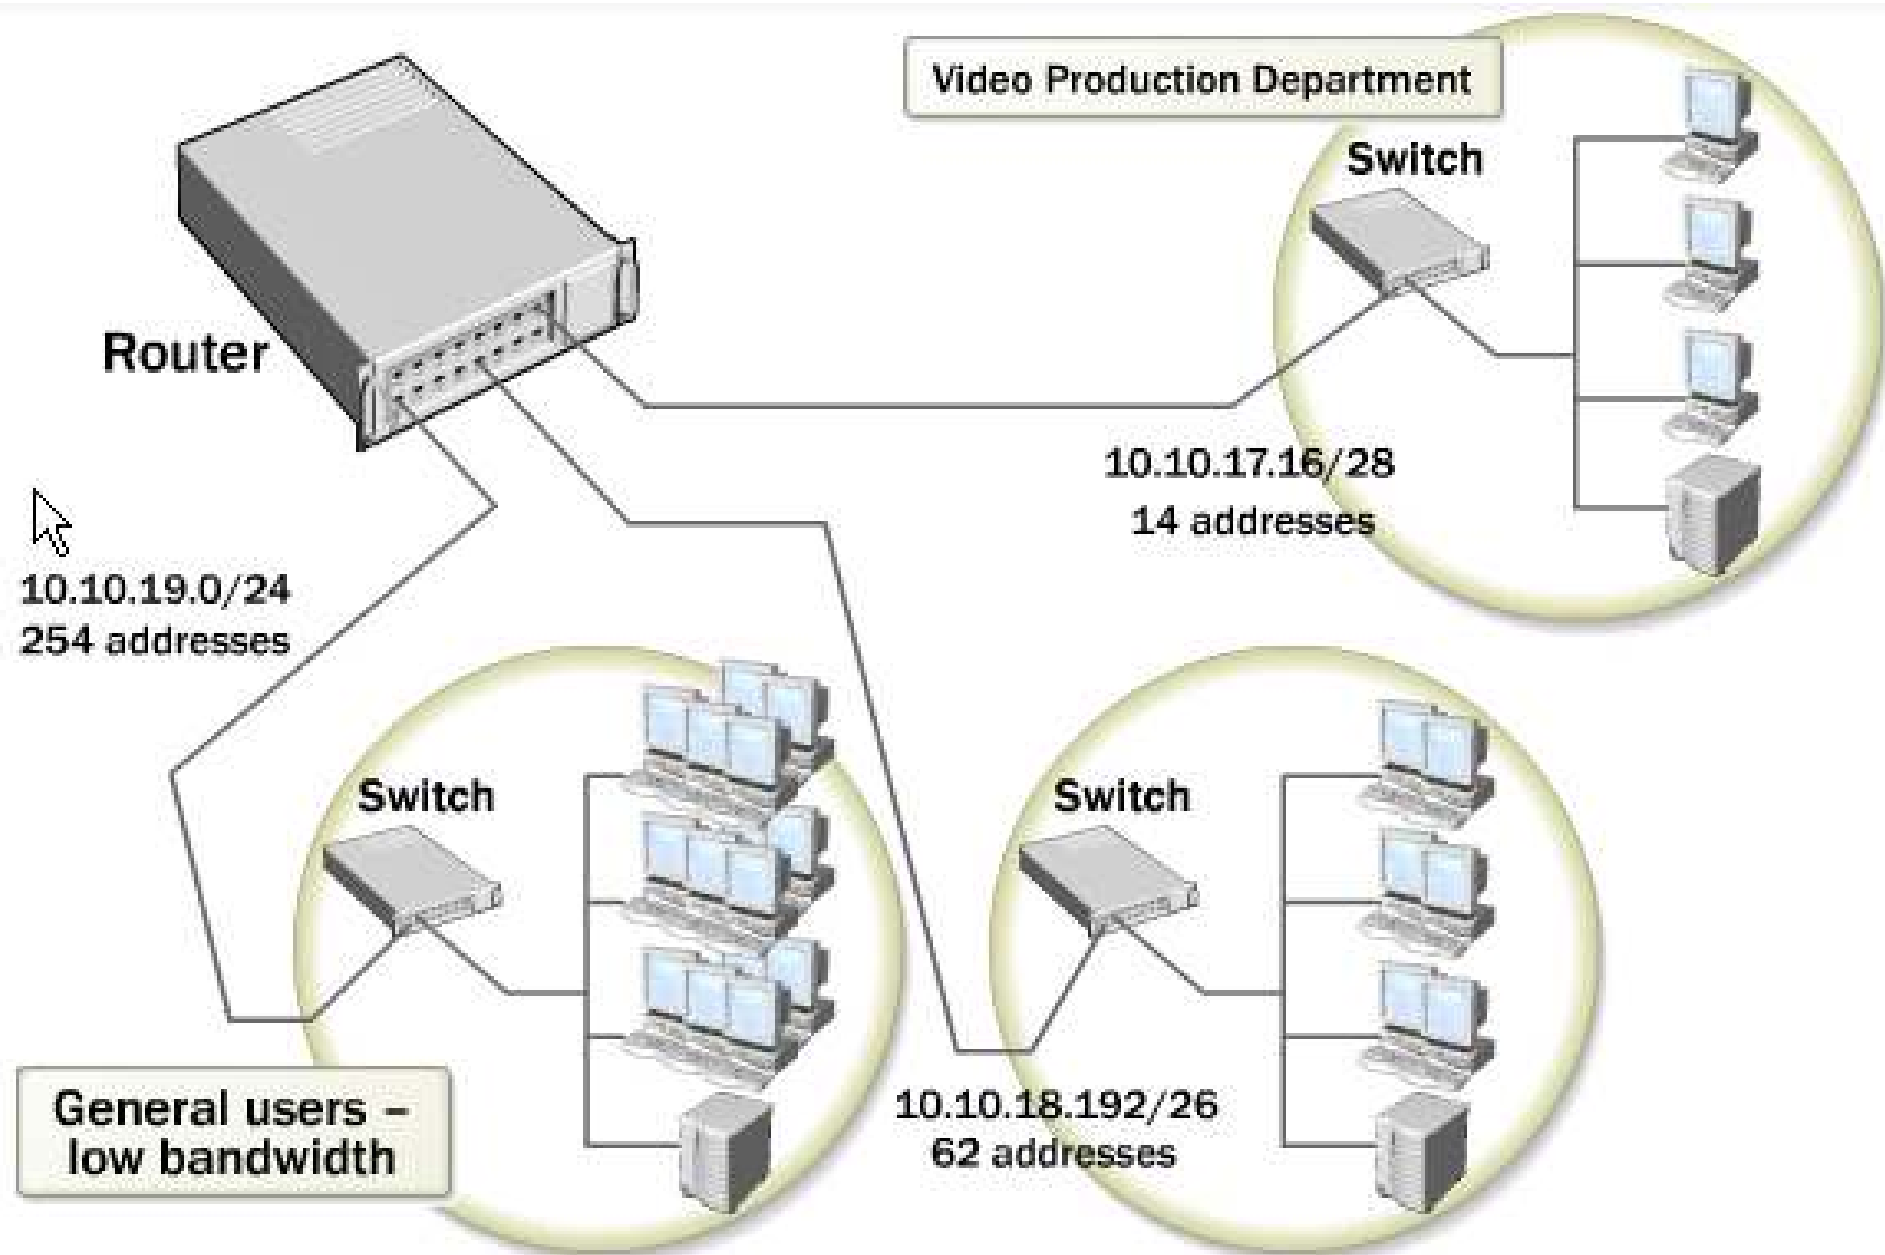 Video Production Department
Switch
Router
10.10.17.16/28
14 addresses
10.10.19.0/24
254 addresses
Switch
Switch
General users –
low bandwidth
10.10.18.192/26
62 addresses